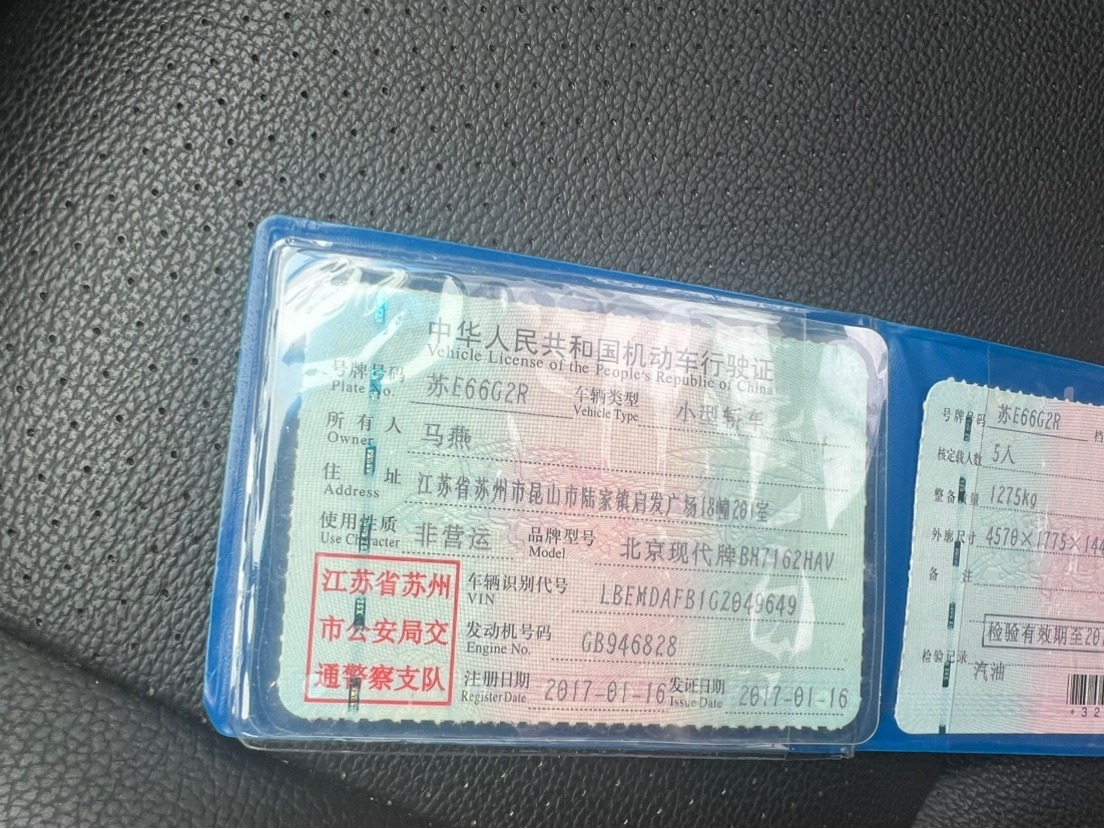 中华人民共和国机动车行驶证
Vehicle License of the People's Republic of China
号牌号码 苏E66G2R 车辆类型 小型轿车
Plate No. Vehicle Type
所有人 马燕
Owner
住址 江苏省苏州市昆山市陆家镇启发广场18幢201室
Address
使用性质 非营运 品牌型号 北京现代牌BH7162HAV
Use Character Model
江苏省苏州
市公安局交
通警察支队
车辆识别代号 LBEMDAFB1GZ049649
VIN
发动机号码 GB946828
Engine No.
注册日期 2017-01-16 发证日期 2017-01-16
Register Date Issue Date
号牌号码 苏E66G2R 档
核定载人数 5人
整备质量 1275kg
外廓尺寸 4570×1775×144
备注
检验有效期至20
检验记录
汽油
*32